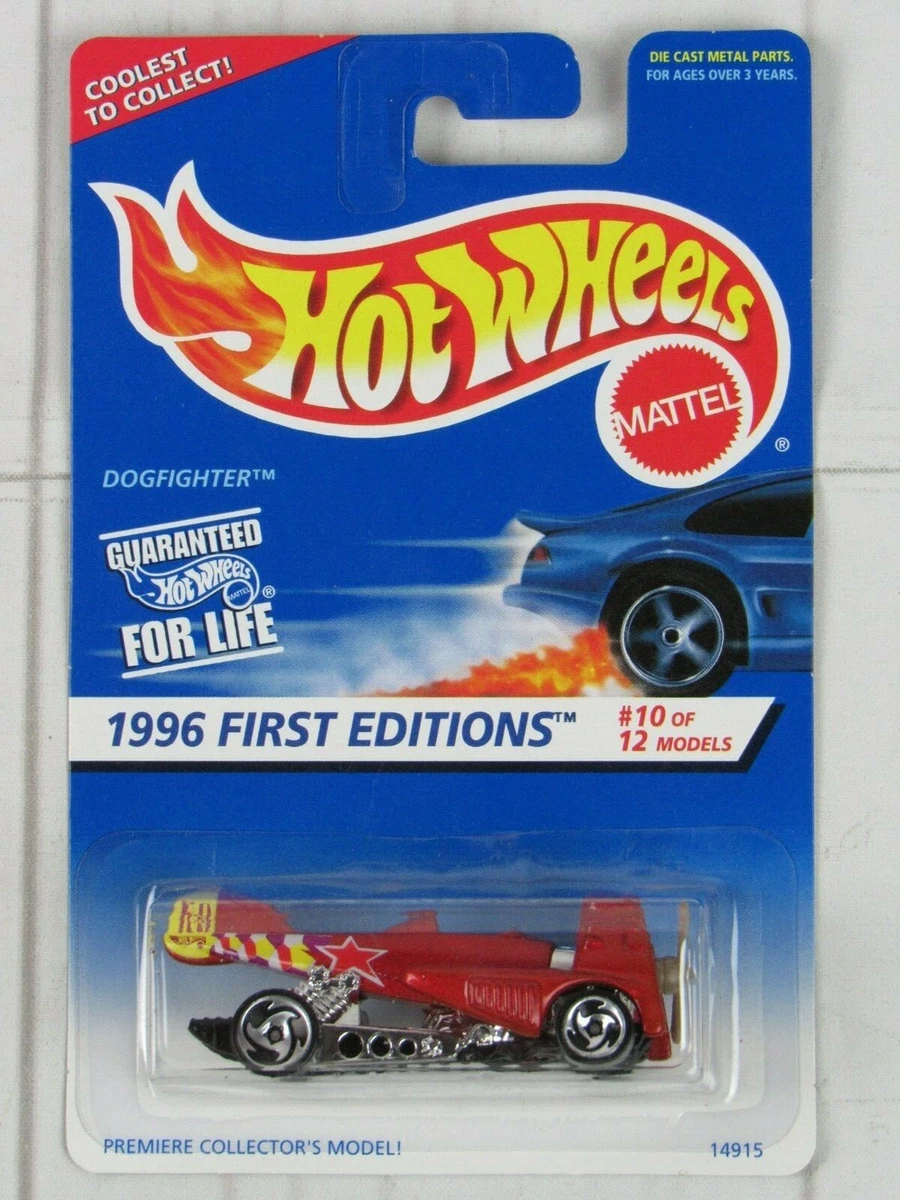 COOLEST
TO COLLECT!
DIE CAST METAL PARTS.
FOR AGES OVER 3 YEARS.
HOT WHEELS
MATTEL
®
DOGFIGHTER™
GUARANTEED
HOT WHEELS
MATTEL
®
FOR LIFE
1996 FIRST EDITIONS™
#10 OF
12 MODELS
PREMIERE COLLECTOR'S MODEL!
14915